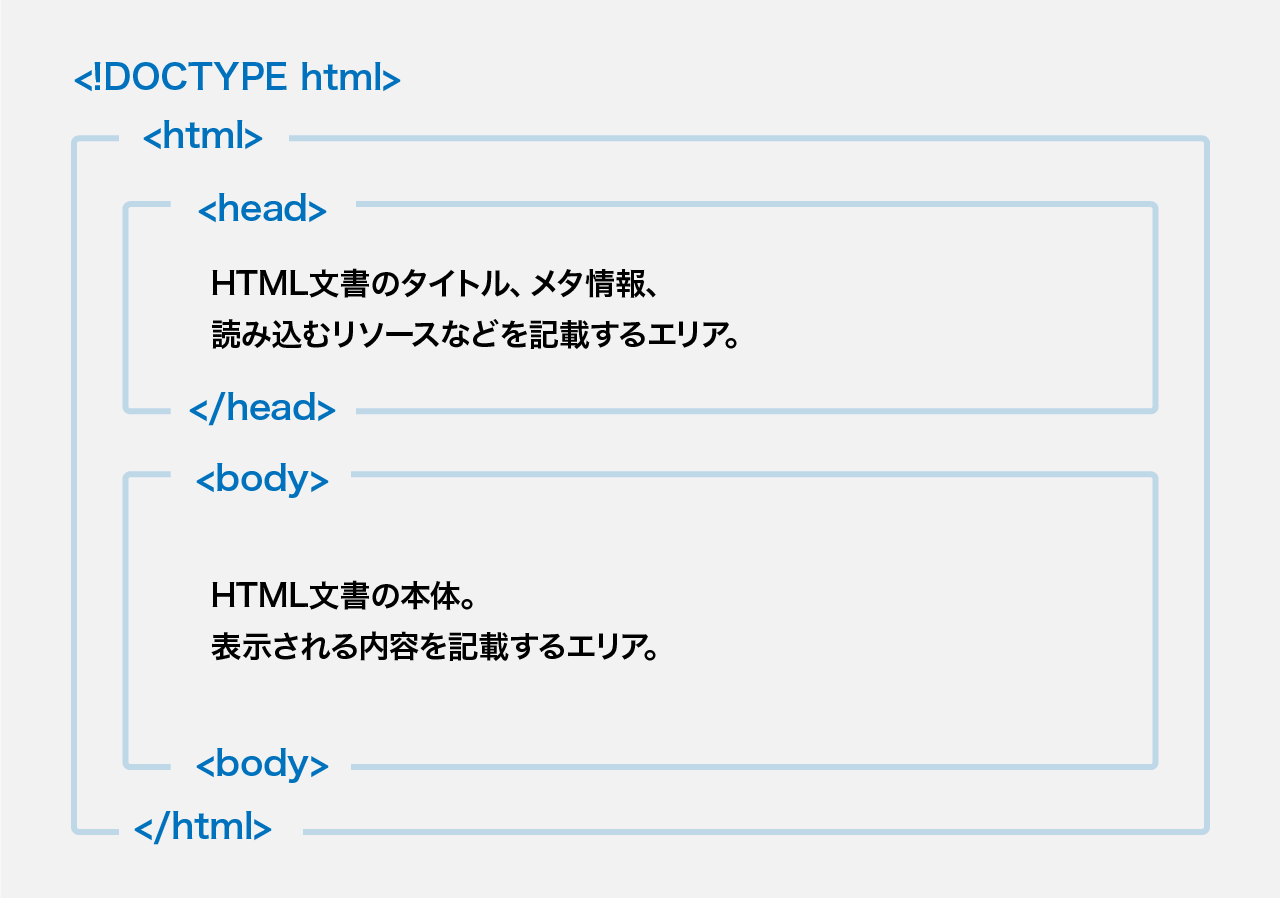 <!DOCTYPE html>
<html>
<head>
HTML文書のタイトル、メタ情報、
読み込むリソースなどを記載するエリア。
</head>
<body>
HTML文書の本体。
表示される内容を記載するエリア。
<body>
</html>